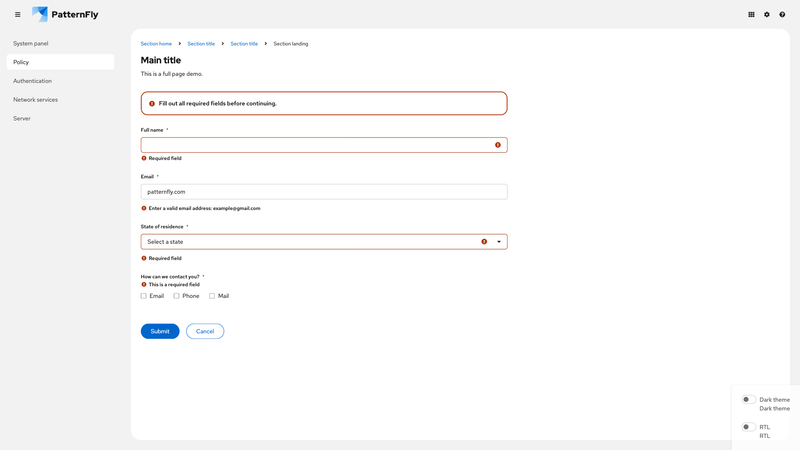 PatternFly
System panel
Policy
Authentication
Network services
Server
Section home
Section title
Section title
Section landing
Main title
This is a full page demo.
Fill out all required fields before continuing.
Full name *
Required field
Email *
patternfly.com
Enter a valid email address: example@gmail.com
State of residence *
Select a state
Required field
How can we contact you? *
This is a required field
Email
Phone
Mail
Submit
Cancel
Dark theme
Dark theme
RTL
RTL